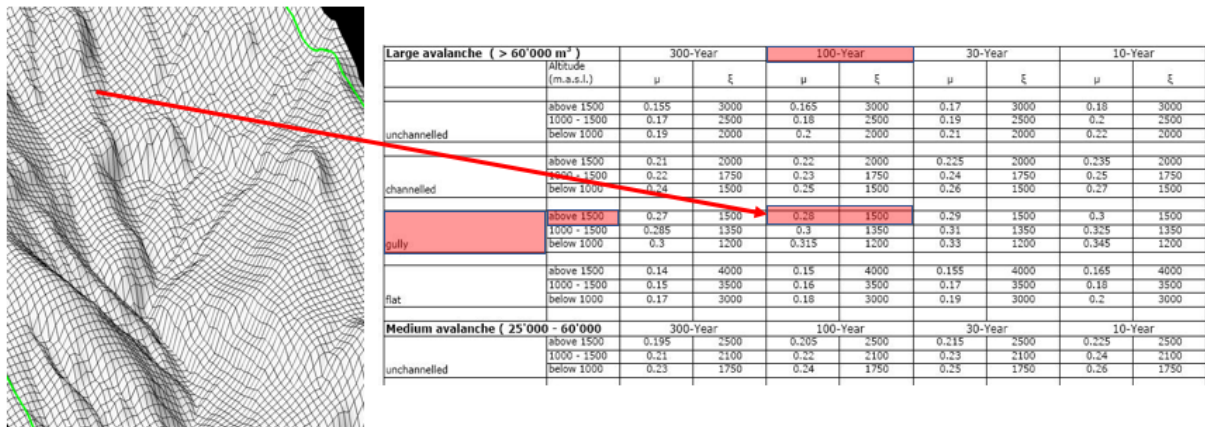 Large avalanche ( > 60'000 m³ ) 300-Year 100-Year 30-Year 10-Year
Altitude
(m.a.s.l.) μ ξ μ ξ μ ξ μ ξ
above 1500 0.155 3000 0.165 3000 0.17 3000 0.18 3000
1000 - 1500 0.17 2500 0.18 2500 0.19 2500 0.2 2500
unchannelled below 1000 0.19 2000 0.2 2000 0.21 2000 0.22 2000
above 1500 0.21 2000 0.22 2000 0.225 2000 0.235 2000
1000 - 1500 0.22 1750 0.23 1750 0.24 1750 0.25 1750
channelled below 1000 0.24 1500 0.25 1500 0.26 1500 0.27 1500
above 1500 0.27 1500 0.28 1500 0.29 1500 0.3 1500
1000 - 1500 0.285 1350 0.3 1350 0.31 1350 0.325 1350
gully below 1000 0.3 1200 0.315 1200 0.33 1200 0.345 1200
above 1500 0.14 4000 0.15 4000 0.155 4000 0.165 4000
1000 - 1500 0.15 3500 0.16 3500 0.17 3500 0.18 3500
flat below 1000 0.17 3000 0.18 3000 0.19 3000 0.2 3000
Medium avalanche ( 25'000 - 60'000 300-Year 100-Year 30-Year 10-Year
above 1500 0.195 2500 0.205 2500 0.215 2500 0.225 2500
1000 - 1500 0.21 2100 0.22 2100 0.23 2100 0.24 2100
unchannelled below 1000 0.23 1750 0.24 1750 0.25 1750 0.26 1750